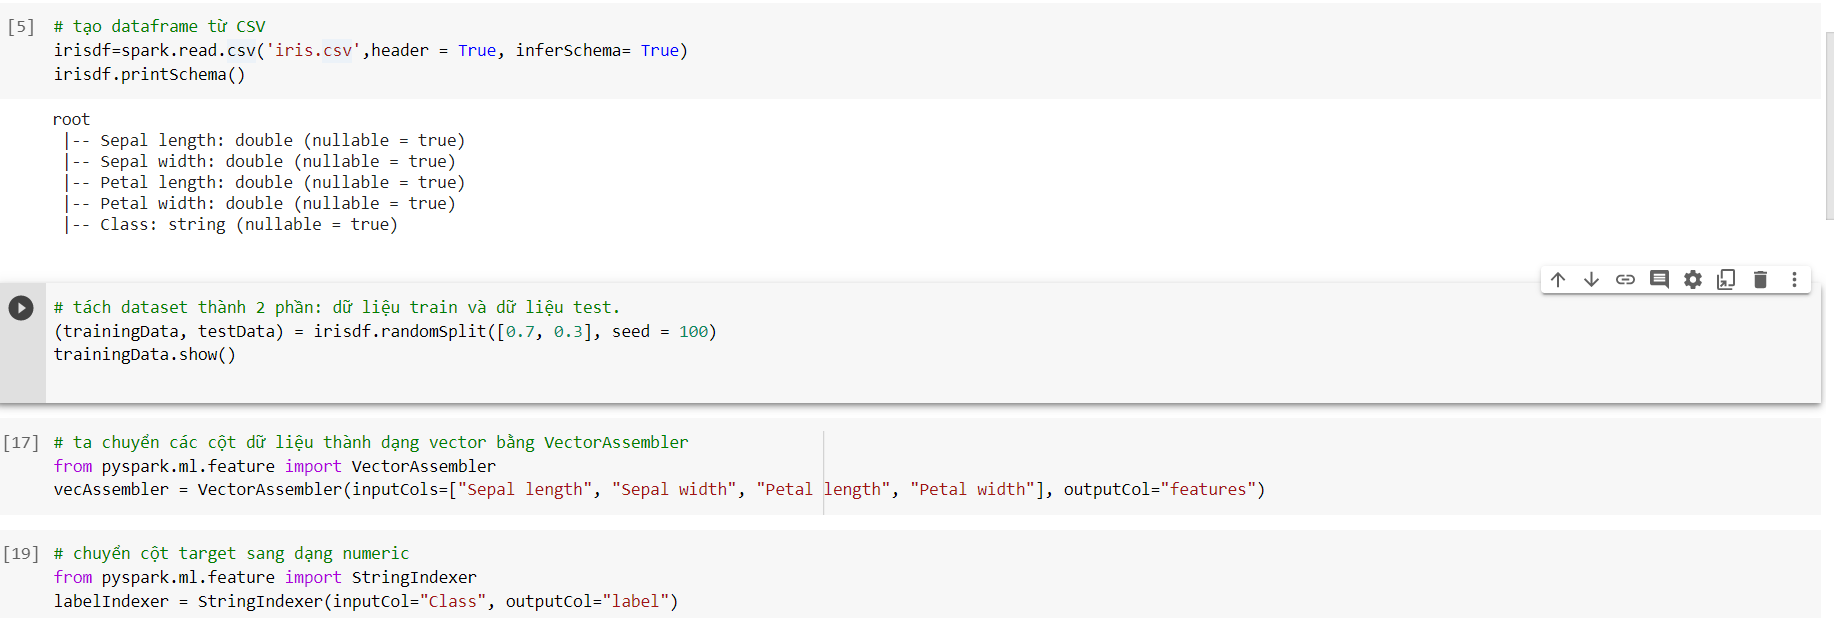 [5] # tạo dataframe từ CSV
irisdf=spark.read.csv('iris.csv',header = True, inferSchema= True)
irisdf.printSchema()
root
|-- Sepal length: double (nullable = true)
|-- Sepal width: double (nullable = true)
|-- Petal length: double (nullable = true)
|-- Petal width: double (nullable = true)
|-- Class: string (nullable = true)
# tách dataset thành 2 phần: dữ liệu train và dữ liệu test.
(trainingData, testData) = irisdf.randomSplit([0.7, 0.3], seed = 100)
trainingData.show()
[17] # ta chuyển các cột dữ liệu thành dạng vector bằng VectorAssembler
from pyspark.ml.feature import VectorAssembler
vecAssembler = VectorAssembler(inputCols=["Sepal length", "Sepal width", "Petal length", "Petal width"], outputCol="features")
[19] # chuyển cột target sang dạng numeric
from pyspark.ml.feature import StringIndexer
labelIndexer = StringIndexer(inputCol="Class", outputCol="label")